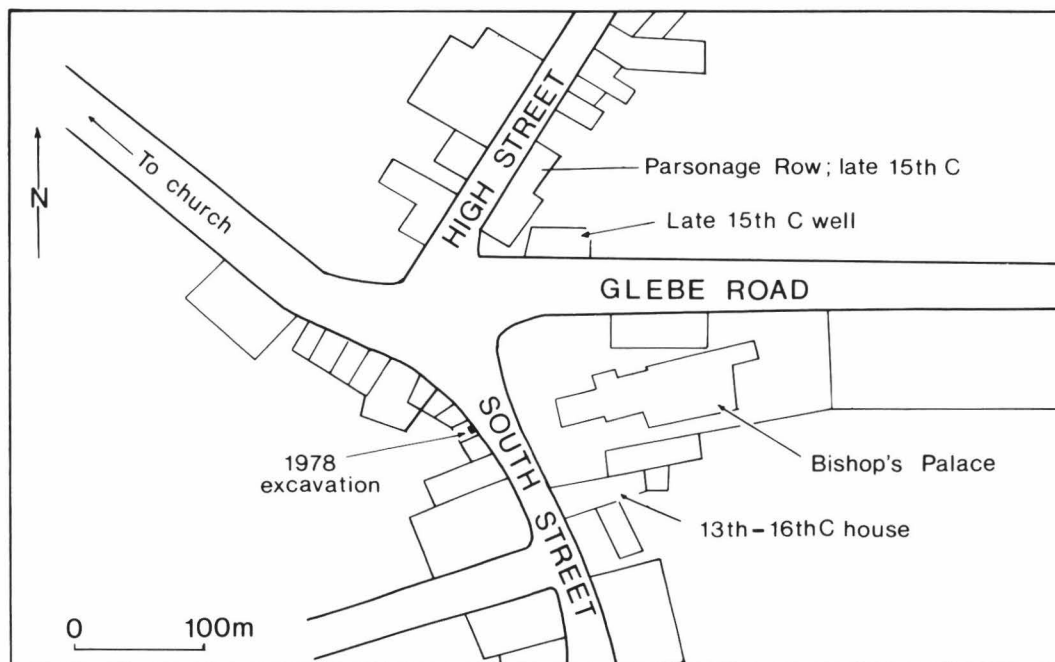 HIGH STREET
To church
N
Parsonage Row; late 15th C
Late 15th C well
GLEBE ROAD
SOUTH STREET
1978
excavation
Bishop's Palace
13th–16th C house
0 100m